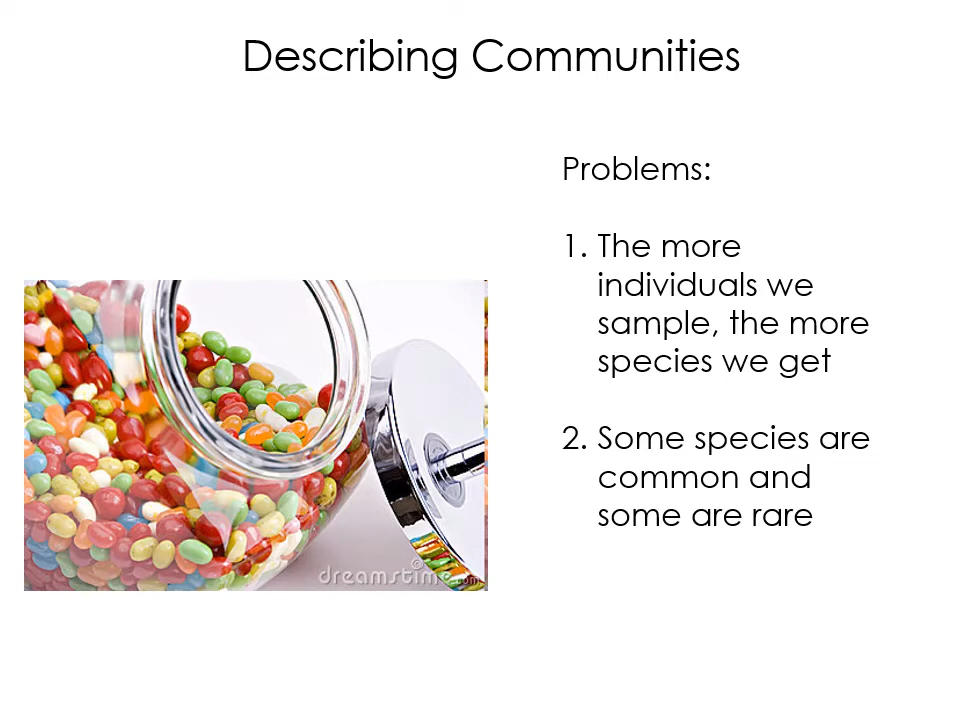 Describing Communities
Problems:
1. The more
individuals we
sample, the more
species we get
2. Some species are
common and
some are rare
dreamstime.com